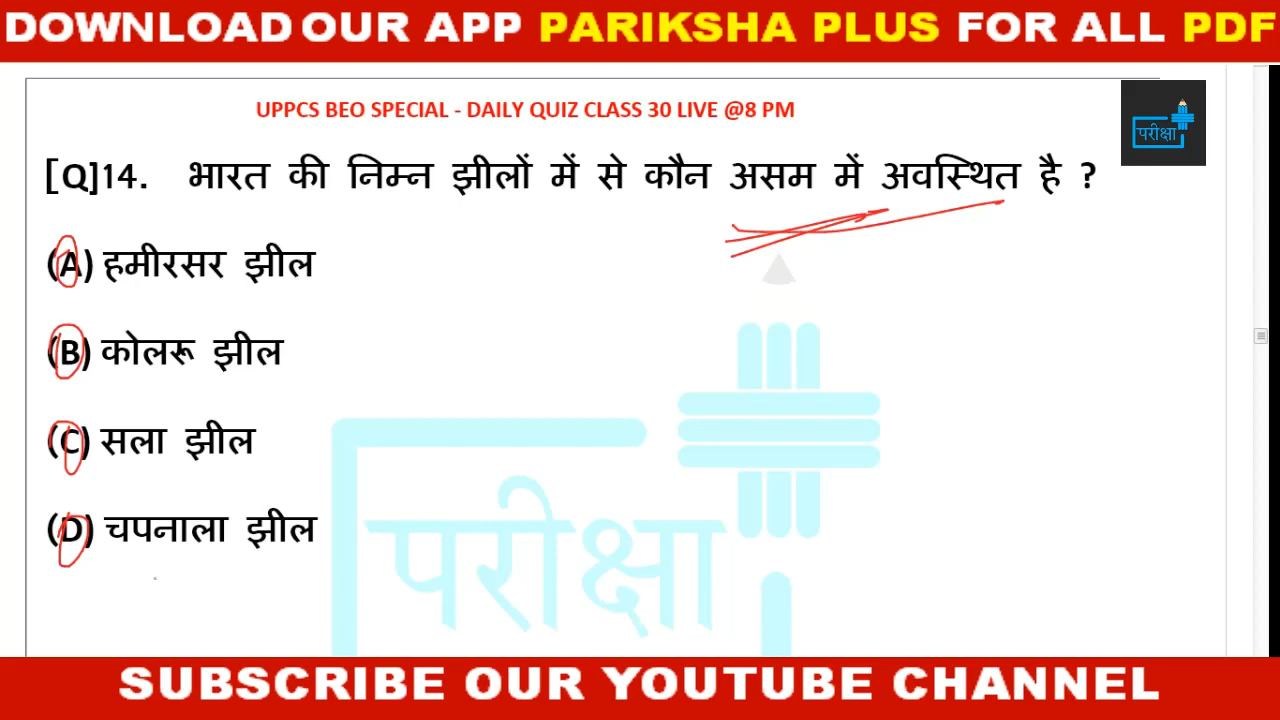 DOWNLOAD OUR APP PARIKSHA PLUS FOR ALL PDF
UPPCS BEO SPECIAL - DAILY QUIZ CLASS 30 LIVE @8 PM
परीक्षा
[Q]14. भारत की निम्न झीलों में से कौन असम में अवस्थित है ?
(A) हमीरसर झील
(B) कोलरू झील
(C) सला झील
(D) चपनाला झील
परीक्षा
SUBSCRIBE OUR YOUTUBE CHANNEL